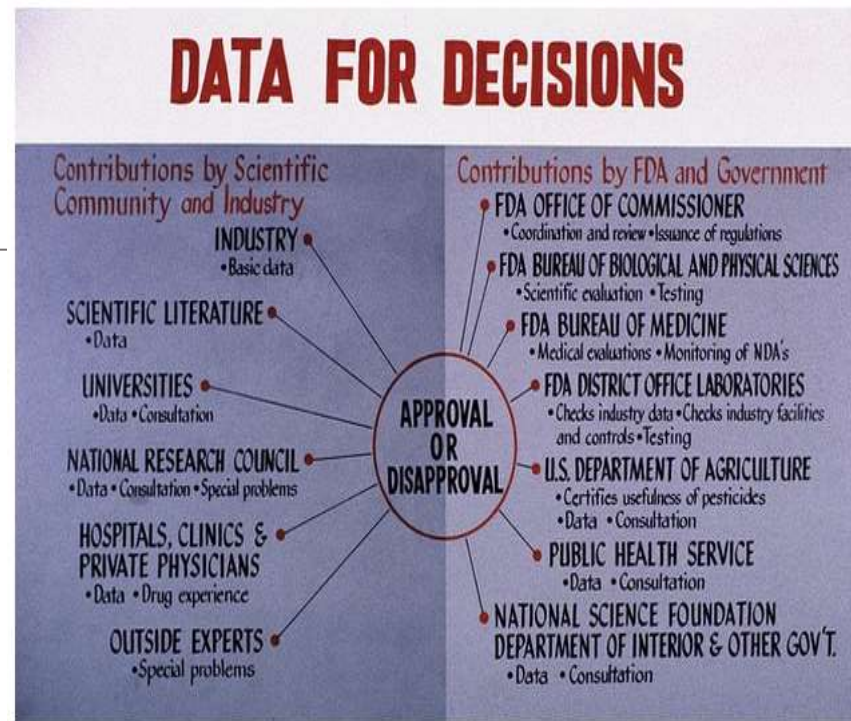 DATA FOR DECISIONS
Contributions by Scientific
Community and Industry
INDUSTRY
•Basic data
SCIENTIFIC LITERATURE
•Data
UNIVERSITIES
•Data •Consultation
NATIONAL RESEARCH COUNCIL
•Data •Consultation •Special problems
HOSPITALS, CLINICS &
PRIVATE PHYSICIANS
•Data •Drug experience
OUTSIDE EXPERTS
•Special problems
APPROVAL
OR
DISAPPROVAL
Contributions by FDA and Government
FDA OFFICE OF COMMISSIONER
•Coordination and review •Issuance of regulations
FDA BUREAU OF BIOLOGICAL AND PHYSICAL SCIENCES
•Scientific evaluation •Testing
FDA BUREAU OF MEDICINE
•Medical evaluations •Monitoring of NDA's
FDA DISTRICT OFFICE LABORATORIES
•Checks industry data •Checks industry facilities
and controls •Testing
U.S. DEPARTMENT OF AGRICULTURE
•Certifies usefulness of pesticides
•Data •Consultation
PUBLIC HEALTH SERVICE
•Data •Consultation
NATIONAL SCIENCE FOUNDATION
DEPARTMENT OF INTERIOR & OTHER GOV'T.
•Data •Consultation